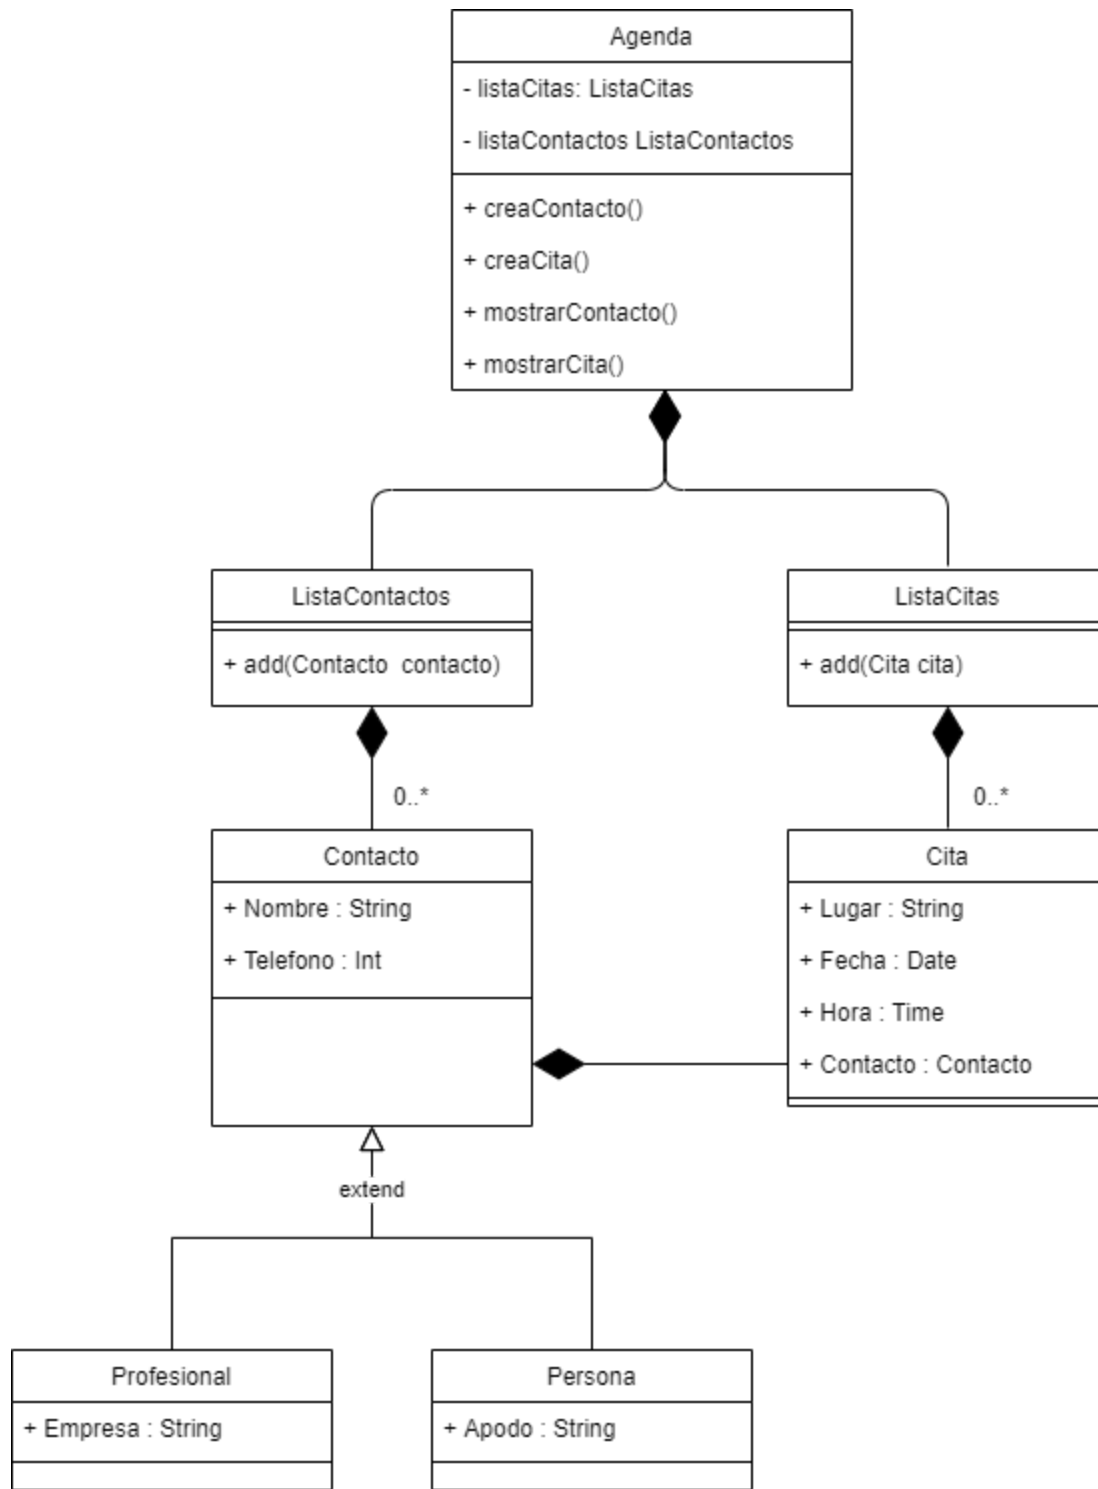 Agenda
- listaCitas: ListaCitas
- listaContactos ListaContactos
+ creaContacto()
+ creaCita()
+ mostrarContacto()
+ mostrarCita()
ListaContactos
+ add(Contacto  contacto)
ListaCitas
+ add(Cita cita)
0..*
0..*
Contacto
+ Nombre : String
+ Telefono : Int
Cita
+ Lugar : String
+ Fecha : Date
+ Hora : Time
+ Contacto : Contacto
extend
Profesional
+ Empresa : String
Persona
+ Apodo : String